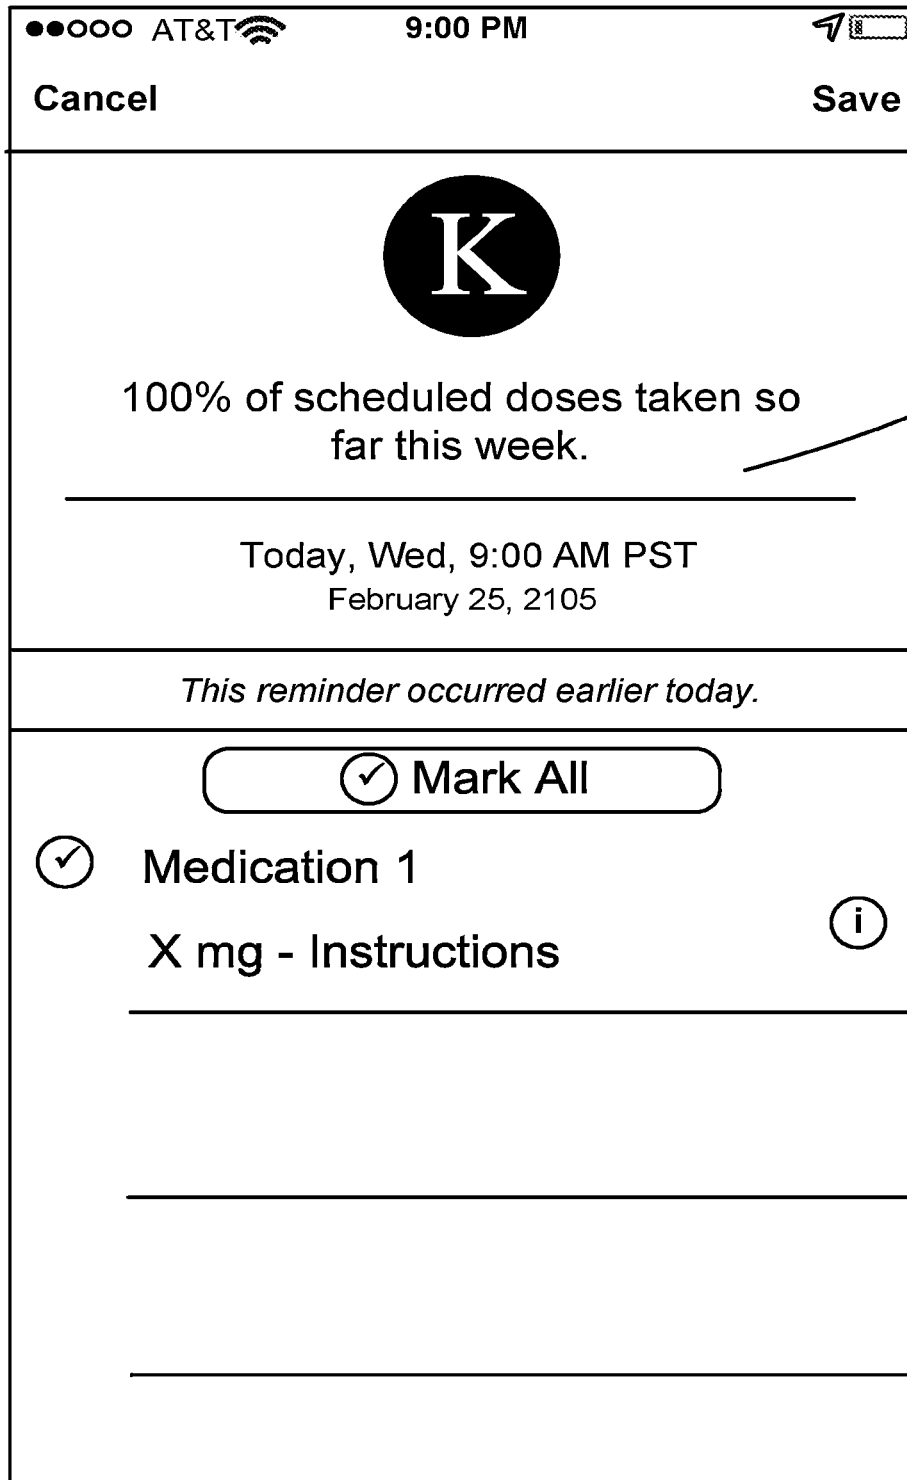 AT&T 9:00 PM
Cancel Save
K
100% of scheduled doses taken so
far this week.
Today, Wed, 9:00 AM PST
February 25, 2105
This reminder occurred earlier today.
Mark All
Medication 1
i
X mg - Instructions